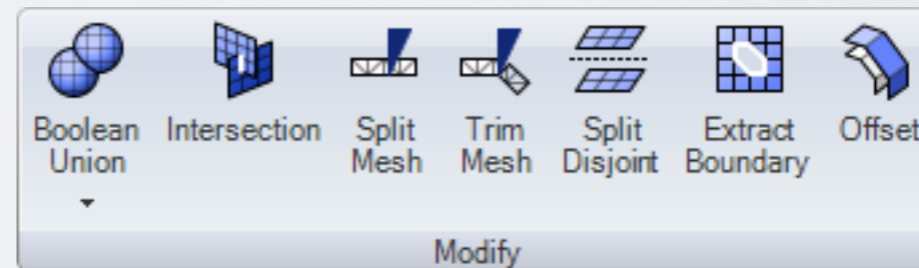 Boolean Union
Intersection
Split Mesh
Trim Mesh
Split Disjoint
Extract Boundary
Offset
Modify